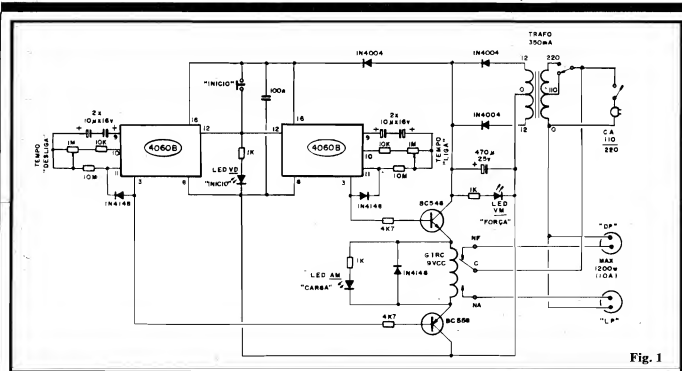 TRAFO
350mA
1N4004
1N4004
12
220
0
110
12
0
1N4004
CA
110
220
"INICIO"
100n
16
16
2x
10µx16v
12
12
2x
10µx16v
TEMPO
"DESLIGA"
1M
10K
9
10
11
4060B
4060B
9
10
11
10K
1M
TEMPO
"LIGA"
10M
10M
1K
LED VD
"INICIO"
3
8
8
3
1N4148
1N4148
470µ
25v
1K
LED
VM
"FORÇA"
BC548
4K7
G1RC
9VCC
NF
C
NA
1K
1N4148
LED AM
"CARGA"
"DP"
MAX
1200w
(10A)
"LP"
4K7
BC558
Fig. 1